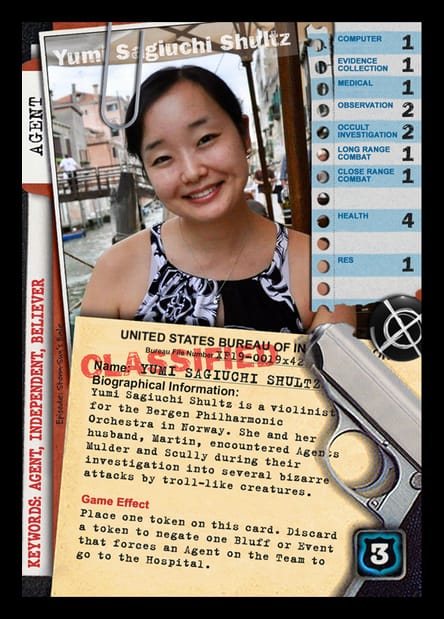 Yumi Sagiuchi Shultz
AGENT
KEYWORDS: AGENT, INDEPENDENT, BELIEVER
COMPUTER 1
EVIDENCE
COLLECTION 1
MEDICAL 1
OBSERVATION 2
OCCULT
INVESTIGATION 2
LONG RANGE
COMBAT 1
CLOSE RANGE
COMBAT 1
HEALTH 4
RES 1
UNITED STATES BUREAU OF IN
Bureau File Number XF19-0019x42
CLASSIFIED
Name: YUMI SAGIUCHI SHULTZ
Biographical Information:
Yumi Sagiuchi Shultz is a violinist
for the Bergen Philharmonic
Orchestra in Norway. She and her
husband, Martin, encountered Agents
Mulder and Scully during their
investigation into several bizarre
attacks by troll-like creatures.
Game Effect
Place one token on this card. Discard
a token to negate one Bluff or Event
that forces an Agent on the Team to
go to the Hospital.
3